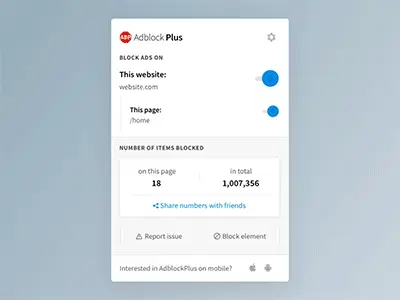 ABP Adblock Plus
BLOCK ADS ON
This website:
website.com
This page:
/home
NUMBER OF ITEMS BLOCKED
on this page
in total
18
1,007,356
Share numbers with friends
Report issue
Block element
Interested in AdblockPlus on mobile?